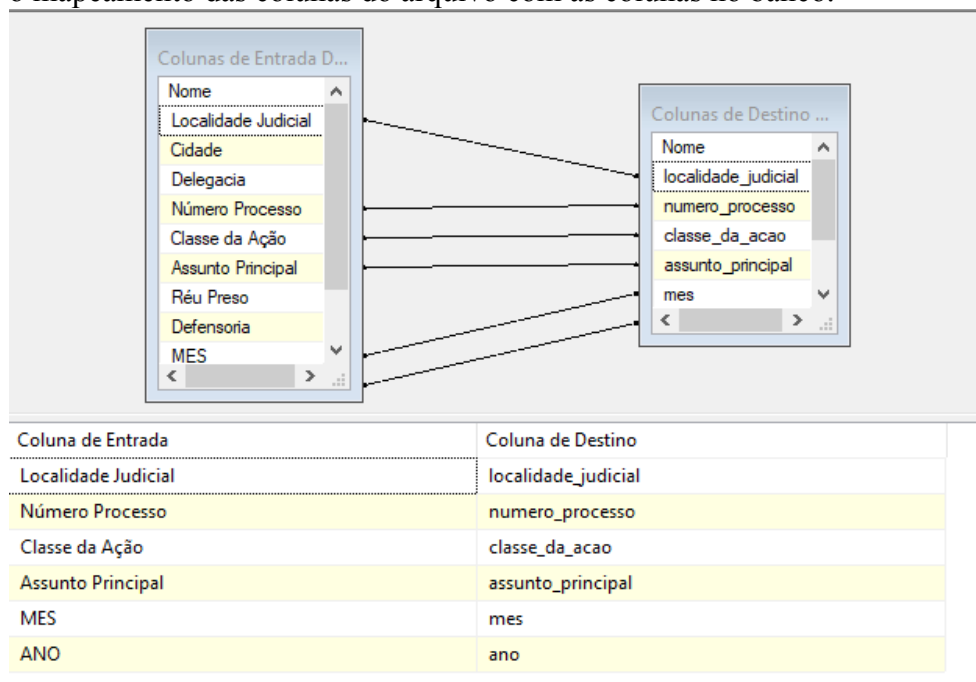 o mapeamento das colunas do arquivo com as colunas no banco.
Colunas de Entrada D...
Nome
Localidade Judicial
Cidade
Delegacia
Número Processo
Classe da Ação
Assunto Principal
Réu Preso
Defensoria
MES
Colunas de Destino ...
Nome
localidade_judicial
numero_processo
classe_da_acao
assunto_principal
mes
Coluna de Entrada Coluna de Destino
Localidade Judicial localidade_judicial
Número Processo numero_processo
Classe da Ação classe_da_acao
Assunto Principal assunto_principal
MES mes
ANO ano